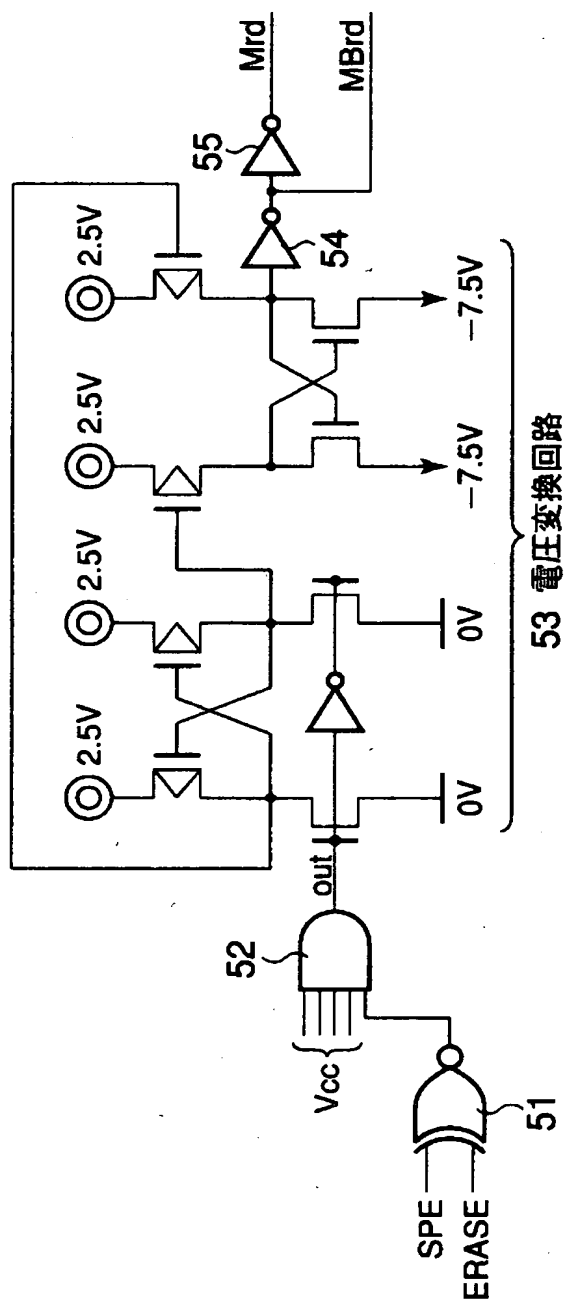 SPE
ERASE
51
Vcc
52
out
2.5V
2.5V
2.5V
2.5V
0V
0V
−7.5V
−7.5V
53 電圧変換回路
54
55
Mrd
MBrd